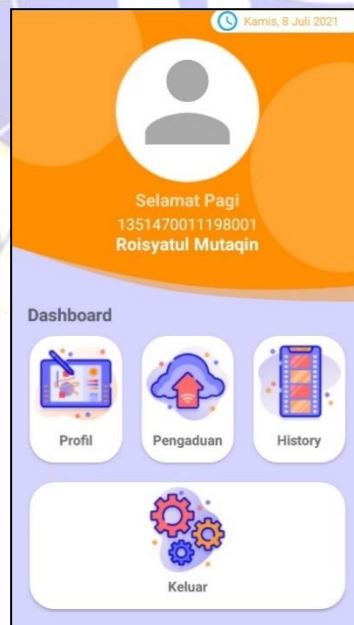 Kamis, 8 Juli 2021
Selamat Pagi
1351470011198001
Roisyatul Mutaqin
Dashboard
Profil
Pengaduan
History
Keluar